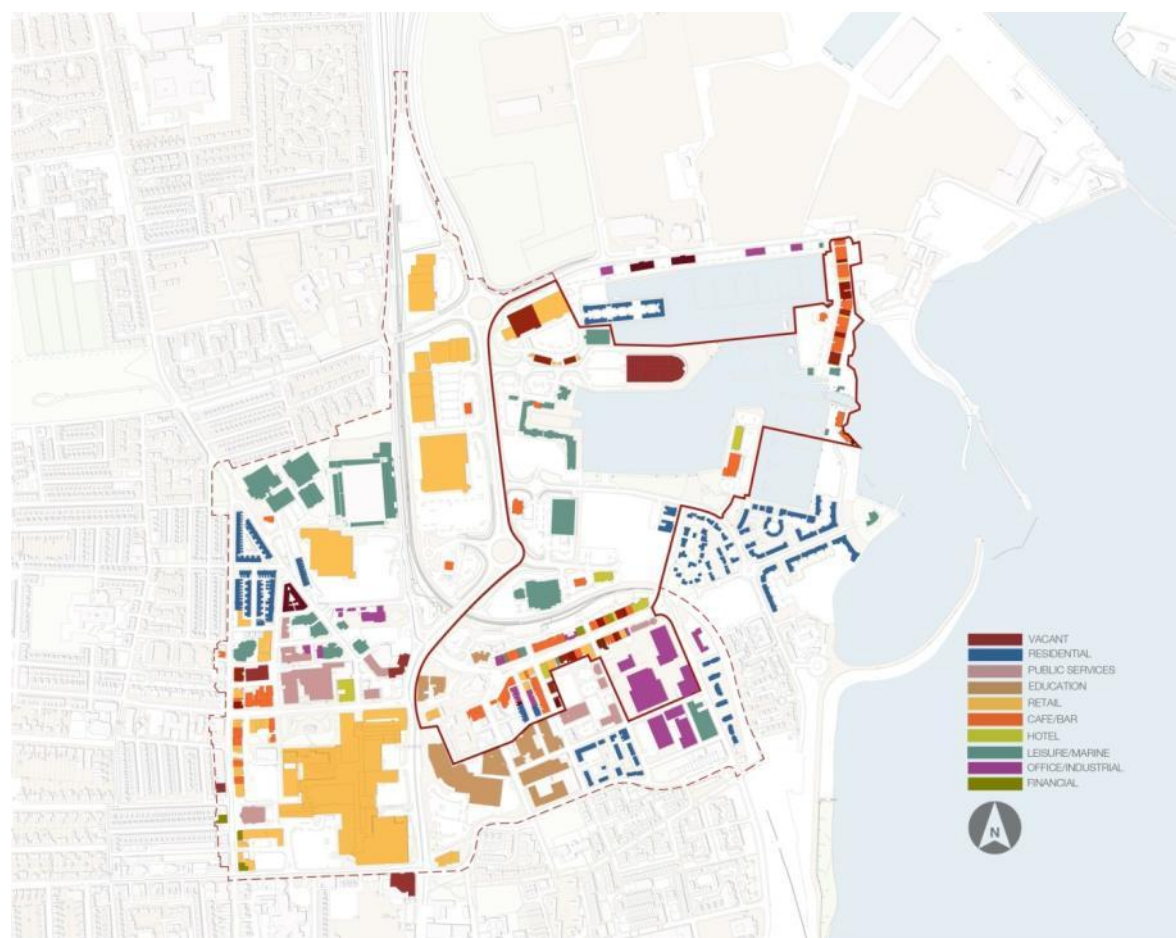 VACANT
RESIDENTIAL
PUBLIC SERVICES
EDUCATION
RETAIL
CAFE/BAR
HOTEL
LEISURE/MARINE
OFFICE/INDUSTRIAL
FINANCIAL
N